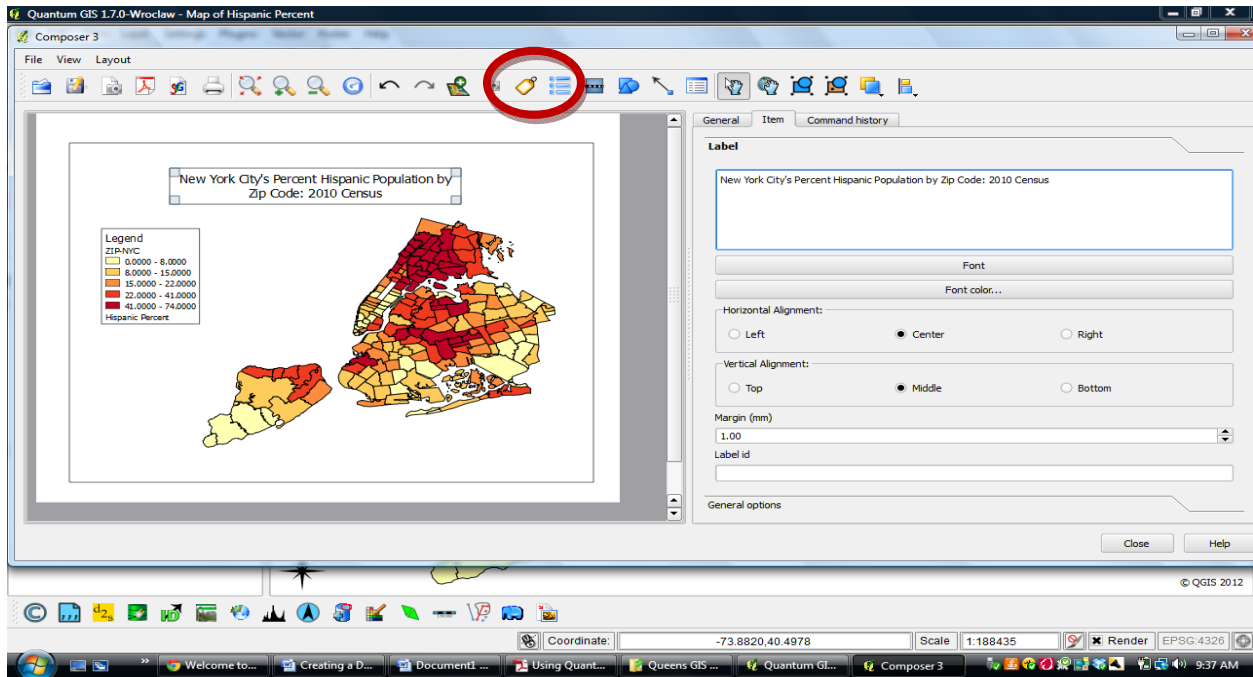 Quantum GIS 1.7.0-Wroclaw - Map of Hispanic Percent
Composer 3
File View Layout
General Item Command history
Label
New York City's Percent Hispanic Population by Zip Code: 2010 Census
Font
Font color...
Horizontal Alignment:
Left Center Right
Vertical Alignment:
Top Middle Bottom
Margin (mm)
1.00
Label id
General options
Close Help
New York City's Percent Hispanic Population by
Zip Code: 2010 Census
Legend
ZIP-NYC
0.0000 - 8.0000
8.0000 - 15.0000
15.0000 - 22.0000
22.0000 - 41.0000
41.0000 - 74.0000
Hispanic Percent
© QGIS 2012
Coordinate: -73.8820,40.4978 Scale 1:188435 Render EPSG:4326
Welcome to... Creating a D... Document1 ... Using Quant... Queens GIS ... Quantum GI... Composer 3 9:37 AM